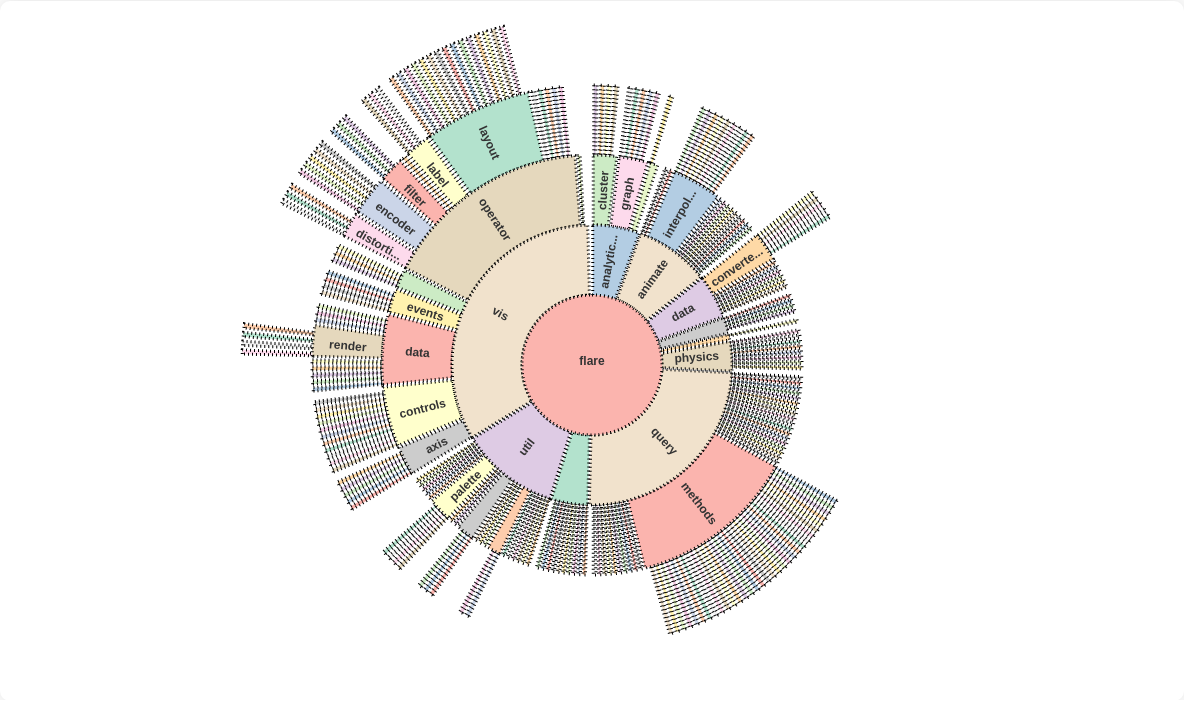 flare
vis
operator
layout
label
filter
encoder
distorti...
events
data
render
controls
axis
util
palette
query
methods
physics
data
converte...
animate
interpol...
analytic...
graph
cluster